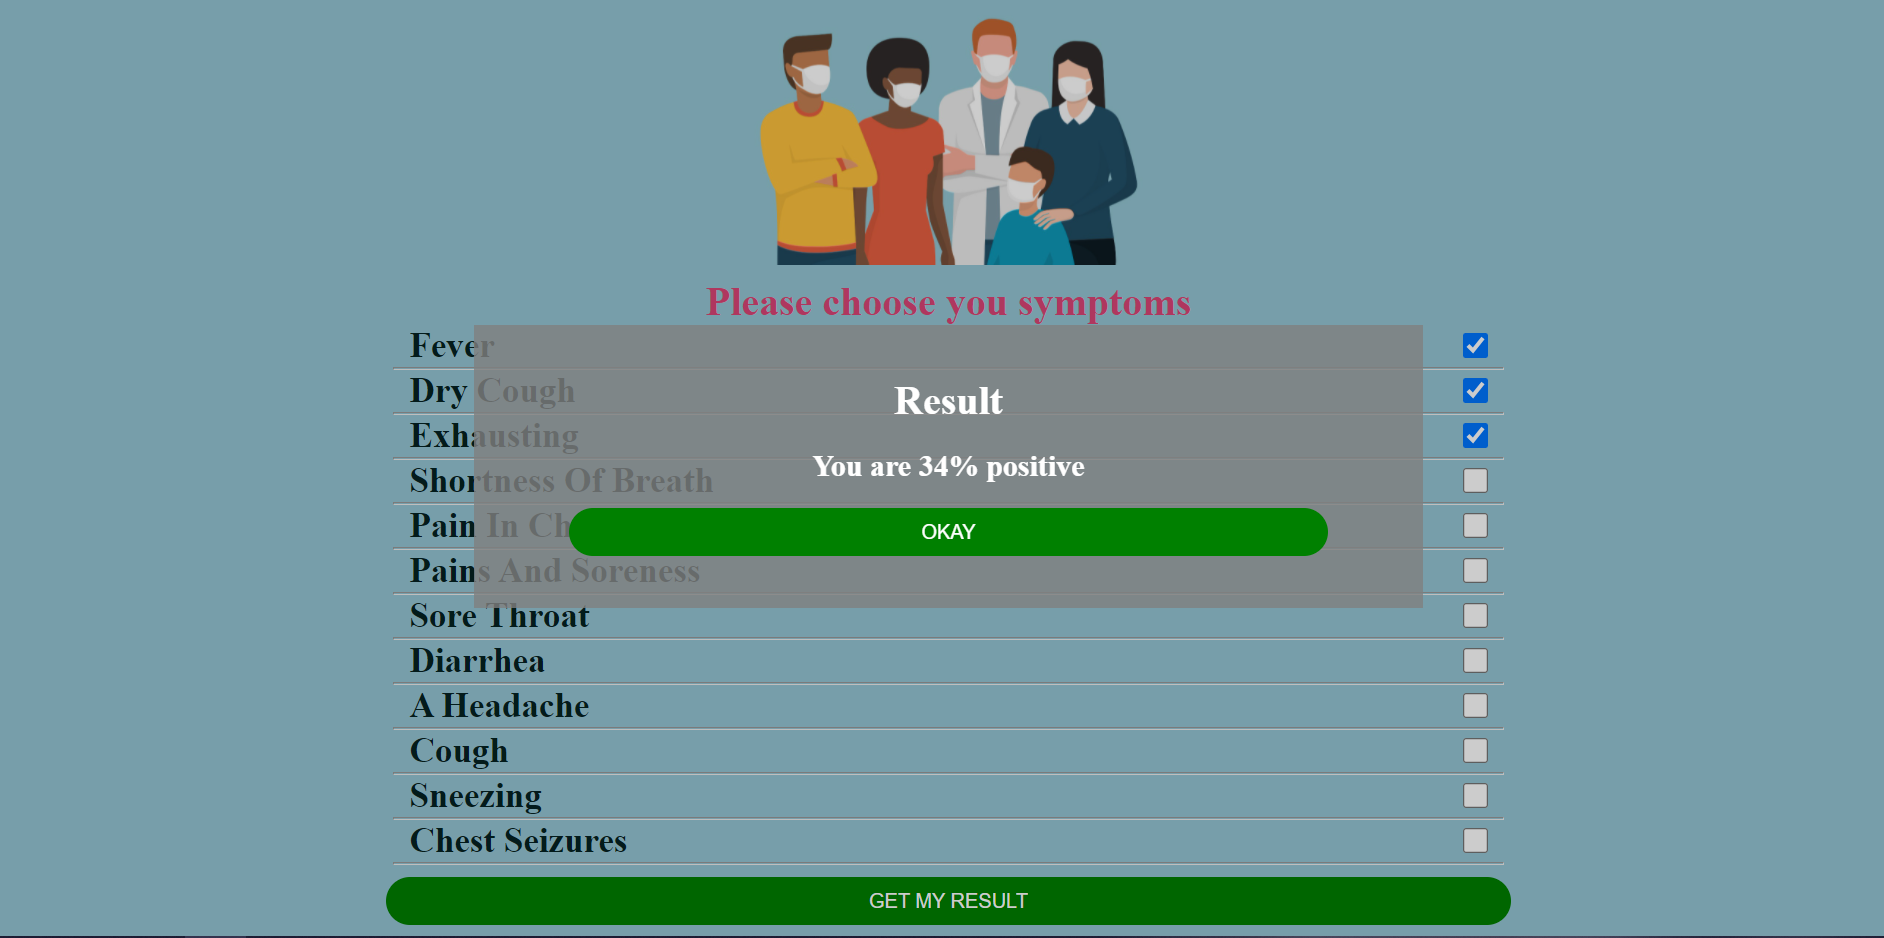 Please choose you symptoms
Fever
Dry Cough
Exhausting
Shortness Of Breath
Pain In Ch
Pains And Soreness
Sore Throat
Diarrhea
A Headache
Cough
Sneezing
Chest Seizures
GET MY RESULT
Result
You are 34% positive
OKAY